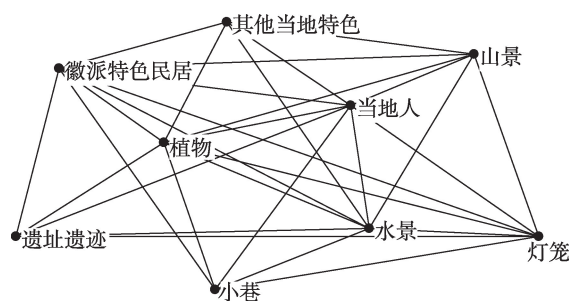 其他当地特色
山景
徽派特色民居
当地人
植物
遗址遗迹
水景
灯笼
小巷